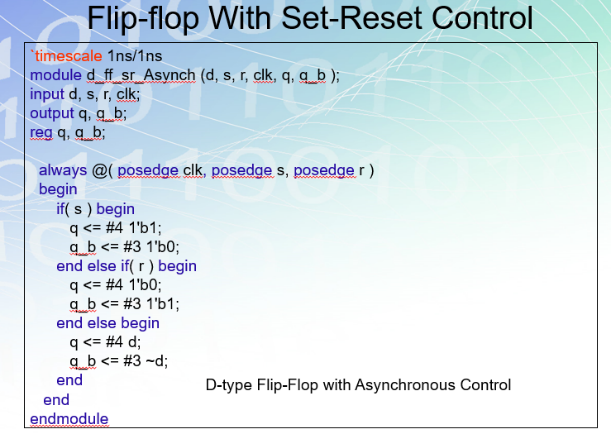 Flip-flop With Set-Reset Control
`timescale 1ns/1ns
module d_ff_sr_Asynch (d, s, r, clk, q, q_b );
input d, s, r, clk;
output q, q_b;
reg q, q_b;
always @( posedge clk, posedge s, posedge r )
begin
if( s ) begin
q <= #4 1'b1;
q_b <= #3 1'b0;
end else if( r ) begin
q <= #4 1'b0;
q_b <= #3 1'b1;
end else begin
q <= #4 d;
q_b <= #3 ~d;
end
D-type Flip-Flop with Asynchronous Control
end
endmodule